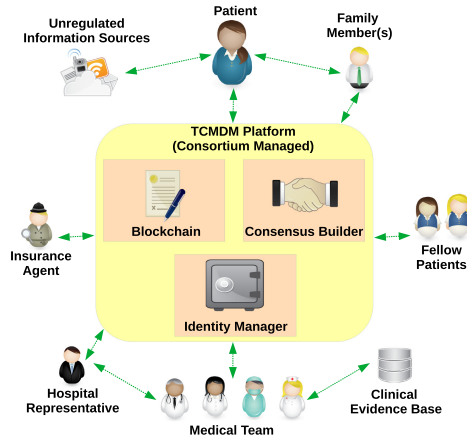 Patient
Unregulated
Information Sources
Family
Member(s)
TCMDM Platform
(Consortium Managed)
Blockchain
Consensus Builder
Insurance
Agent
Fellow
Patients
Identity Manager
Hospital
Representative
Medical Team
Clinical
Evidence Base